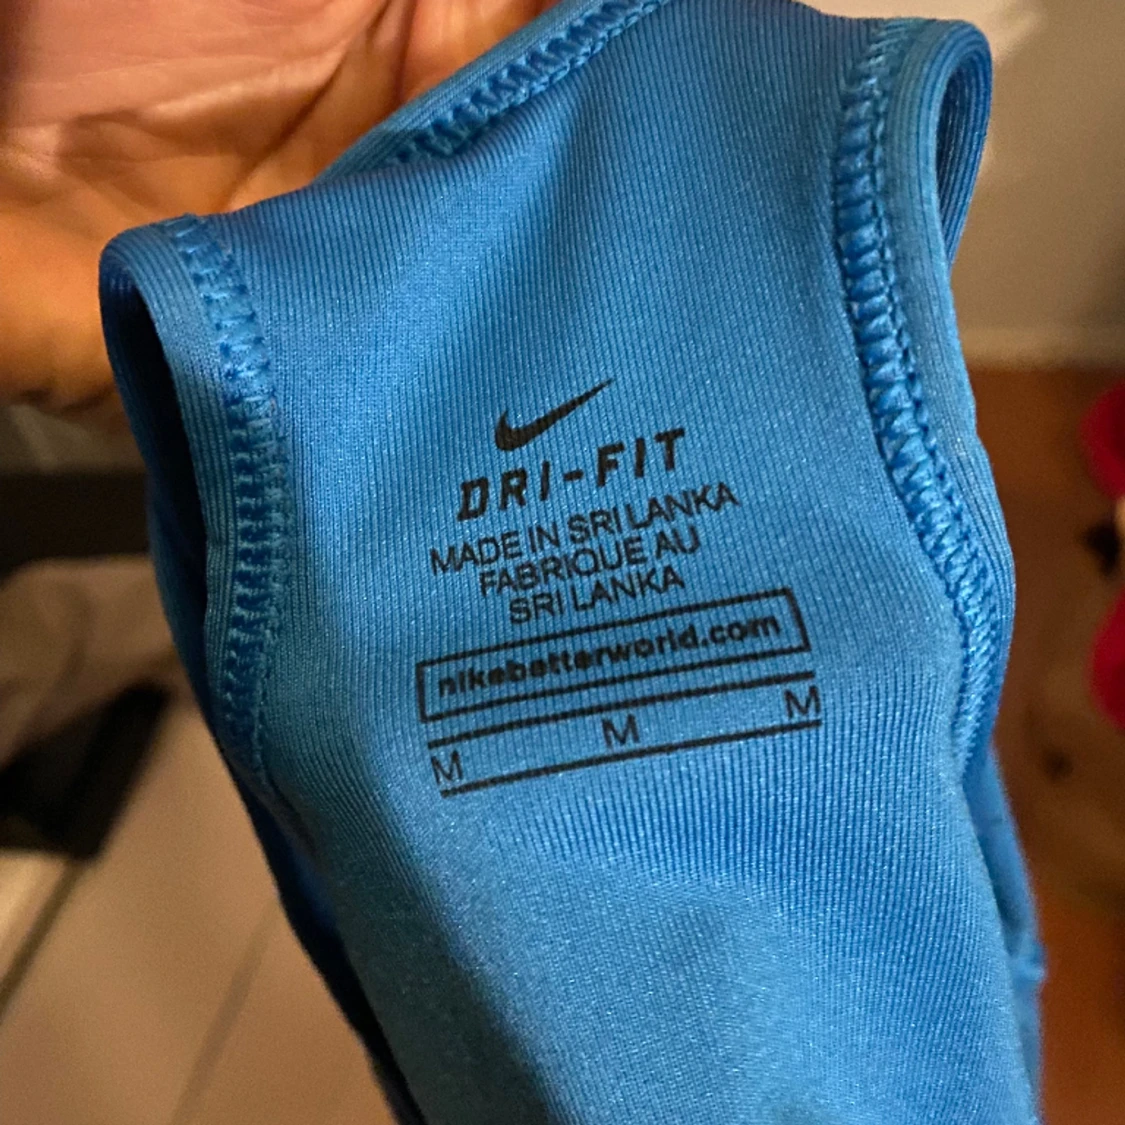 DRI-FIT
MADE IN SRI LANKA
FABRIQUE AU
SRI LANKA
nikebetterworld.com
M M M